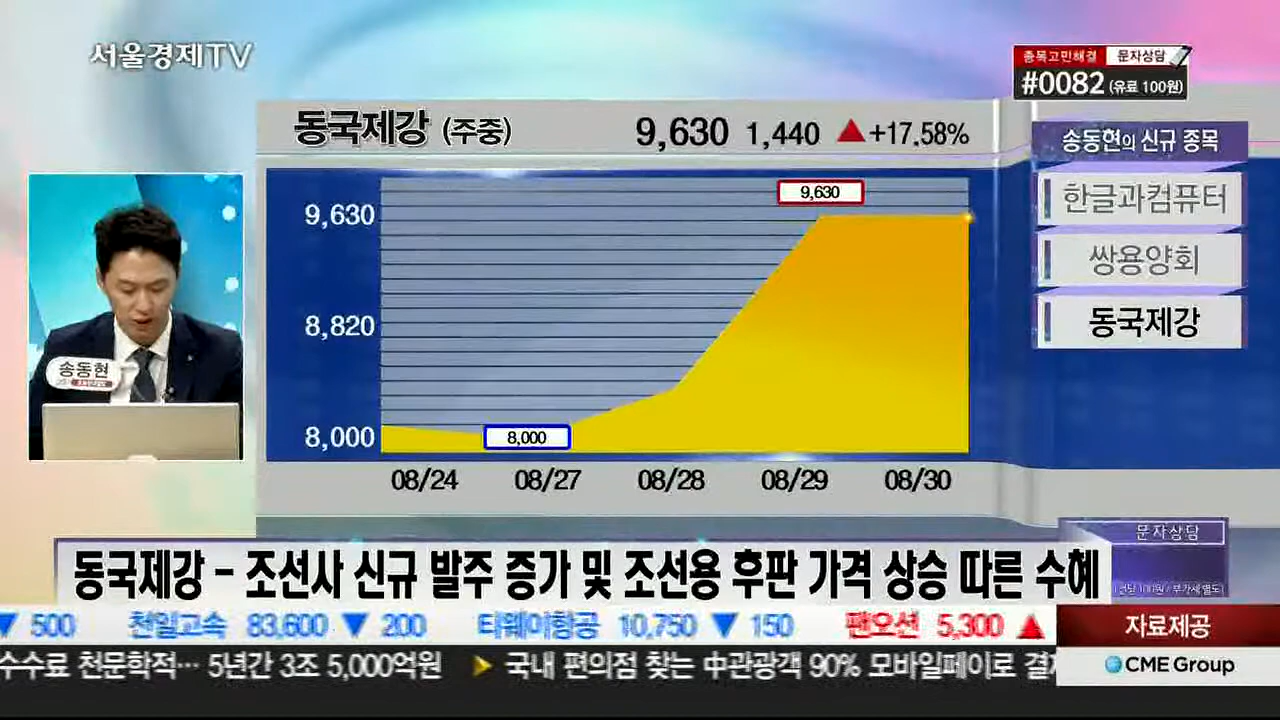 서울경제TV
종목고민해결 문자상담
#0082 (유료 100원)
동국제강 (주중) 9,630 1,440 ▲+17.58%
송동현의 신규 종목
한글과컴퓨터
쌍용양회
동국제강
9,630
8,820
8,000
9,630
8,000
08/24 08/27 08/28 08/29 08/30
송동현
문자상담
동국제강 - 조선사 신규 발주 증가 및 조선용 후판 가격 상승 따른 수혜
▼ 500 천일고속 83,600 ▼ 200 티웨이항공 10,750 ▼ 150 팬오션 5,300 ▲
자료제공
CME Group
수수료 천문학적… 5년간 3조 5,000억원 ▶ 국내 편의점 찾는 中관광객 90% 모바일페이로 결